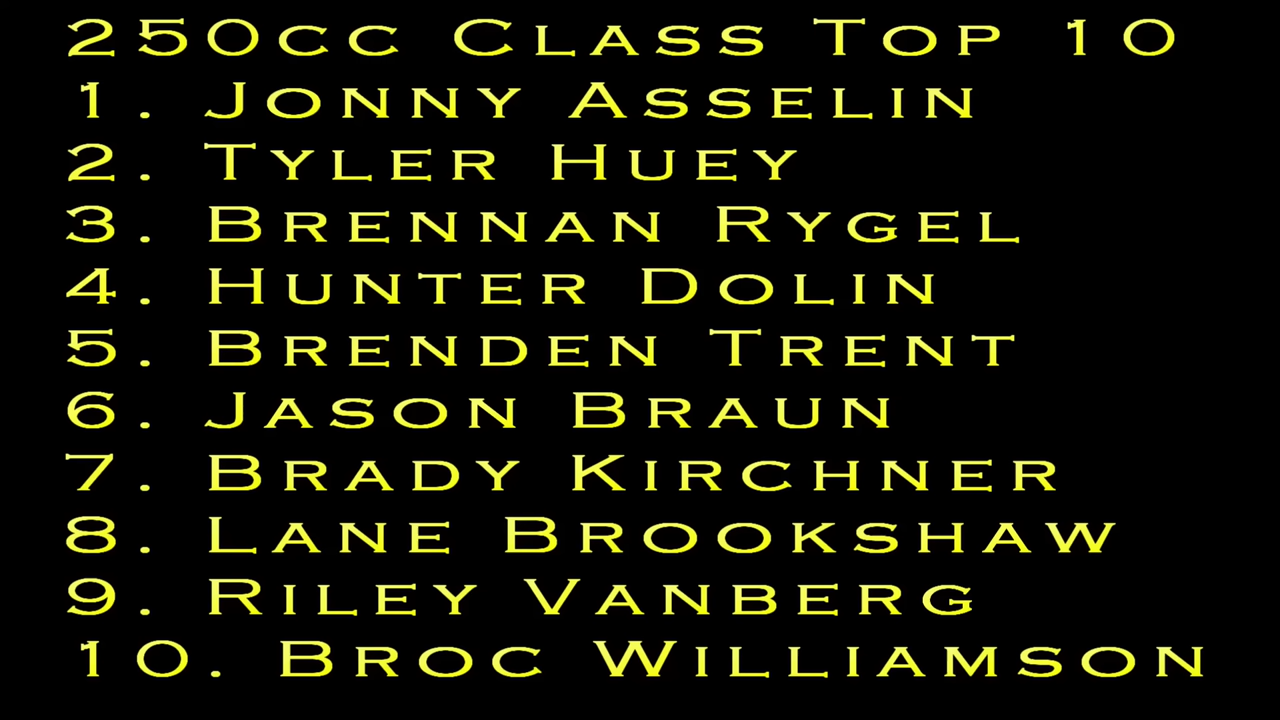 250cc Class Top 10
1. Jonny Asselin
2. Tyler Huey
3. Brennan Rygel
4. Hunter Dolin
5. Brenden Trent
6. Jason Braun
7. Brady Kirchner
8. Lane Brookshaw
9. Riley Vanberg
10. Broc Williamson